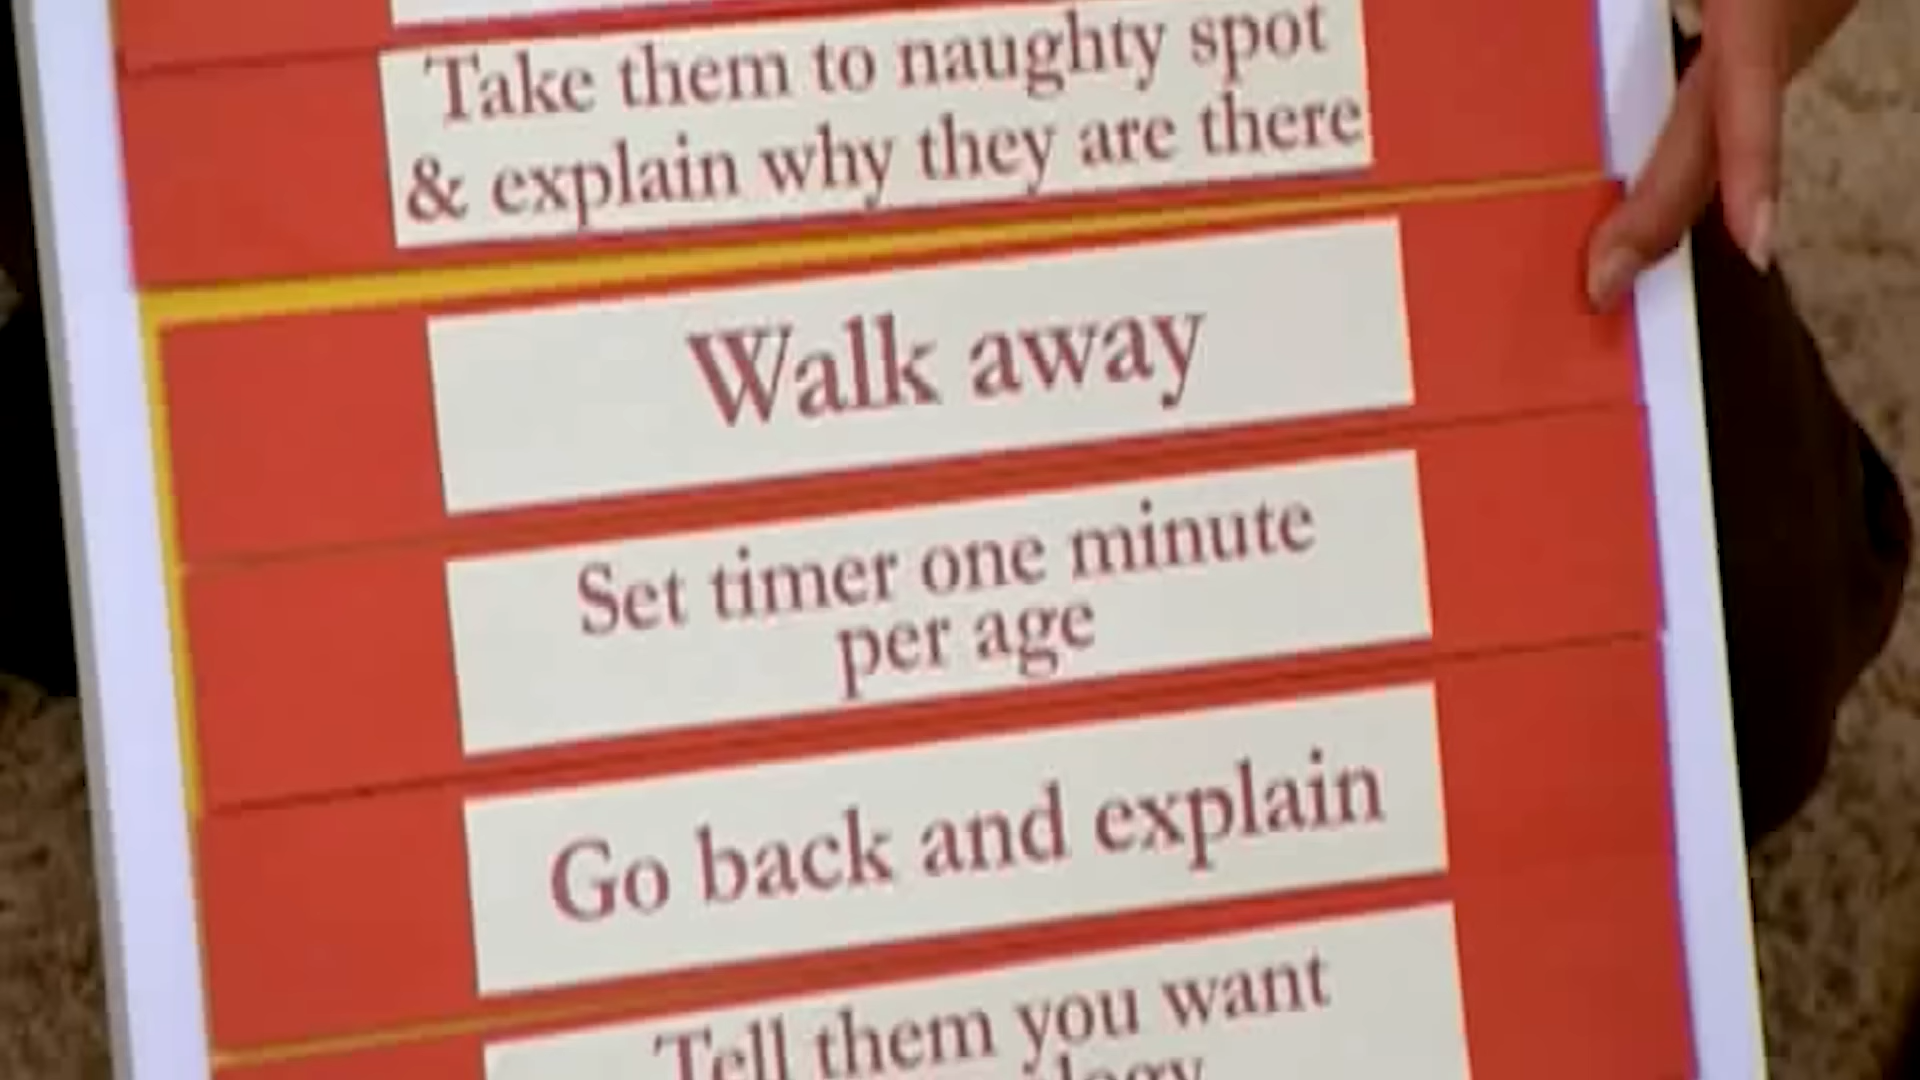 Take them to naughty spot
& explain why they are there
Walk away
Set timer one minute
per age
Go back and explain
Tell them you want